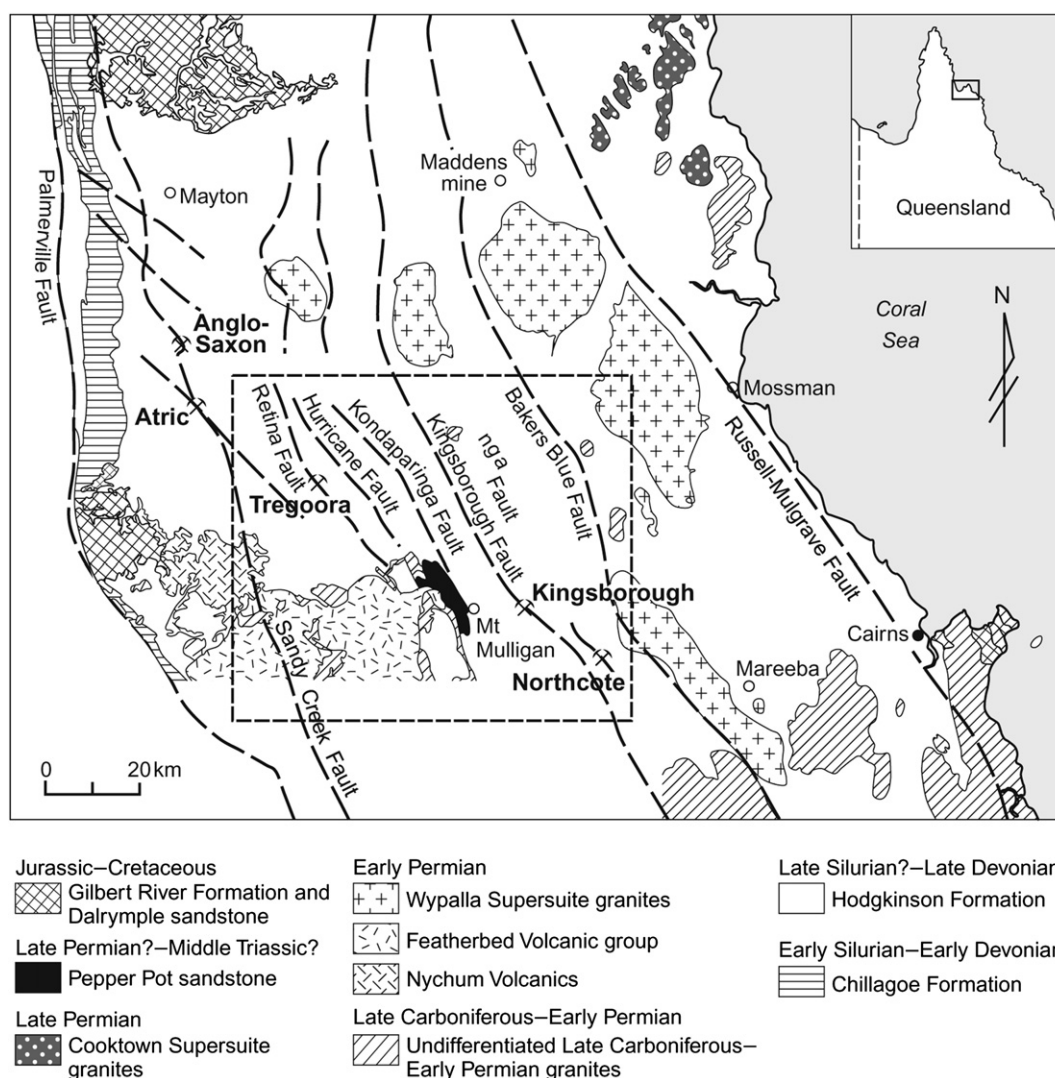 Maddens
mine
Mayton
Queensland
Palmerville Fault
Coral
Sea
N
Anglo-
Saxon
Mossman
Atric
Retina Fault
Hurricane Fault
Kondaparinga Fault
Kingsborough Fault
nga Fault
Bakers Blue Fault
Russell-Mulgrave Fault
Tregoora
Kingsborough
Mt
Mulligan
Cairns
Northcote
Mareeba
Sandy Creek Fault
0 20 km
Jurassic–Cretaceous
Gilbert River Formation and
Dalrymple sandstone
Late Permian?–Middle Triassic?
Pepper Pot sandstone
Late Permian
Cooktown Supersuite
granites
Early Permian
Wypalla Supersuite granites
Featherbed Volcanic group
Nychum Volcanics
Late Carboniferous–Early Permian
Undifferentiated Late Carboniferous–
Early Permian granites
Late Silurian?–Late Devonian
Hodgkinson Formation
Early Silurian–Early Devonian
Chillagoe Formation